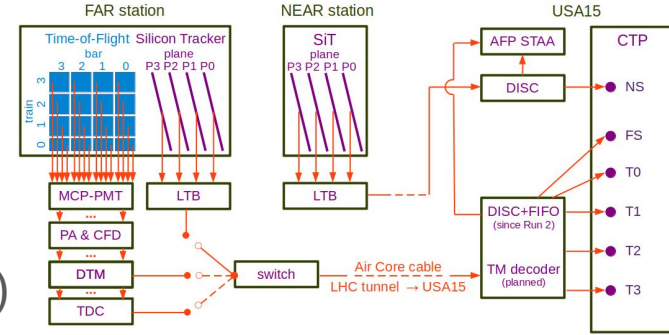 FAR station
NEAR station
USA15
Time-of-Flight
bar
3 2 1 0
train
3
2
1
0
Silicon Tracker
plane
P3 P2 P1 P0
SiT
plane
P3 P2 P1 P0
AFP STAA
DISC
CTP
NS
FS
T0
T1
T2
T3
MCP-PMT
...
PA & CFD
...
DTM
...
TDC
LTB
LTB
switch
Air Core cable
LHC tunnel → USA15
DISC+FIFO
(since Run 2)
TM decoder
(planned)
)